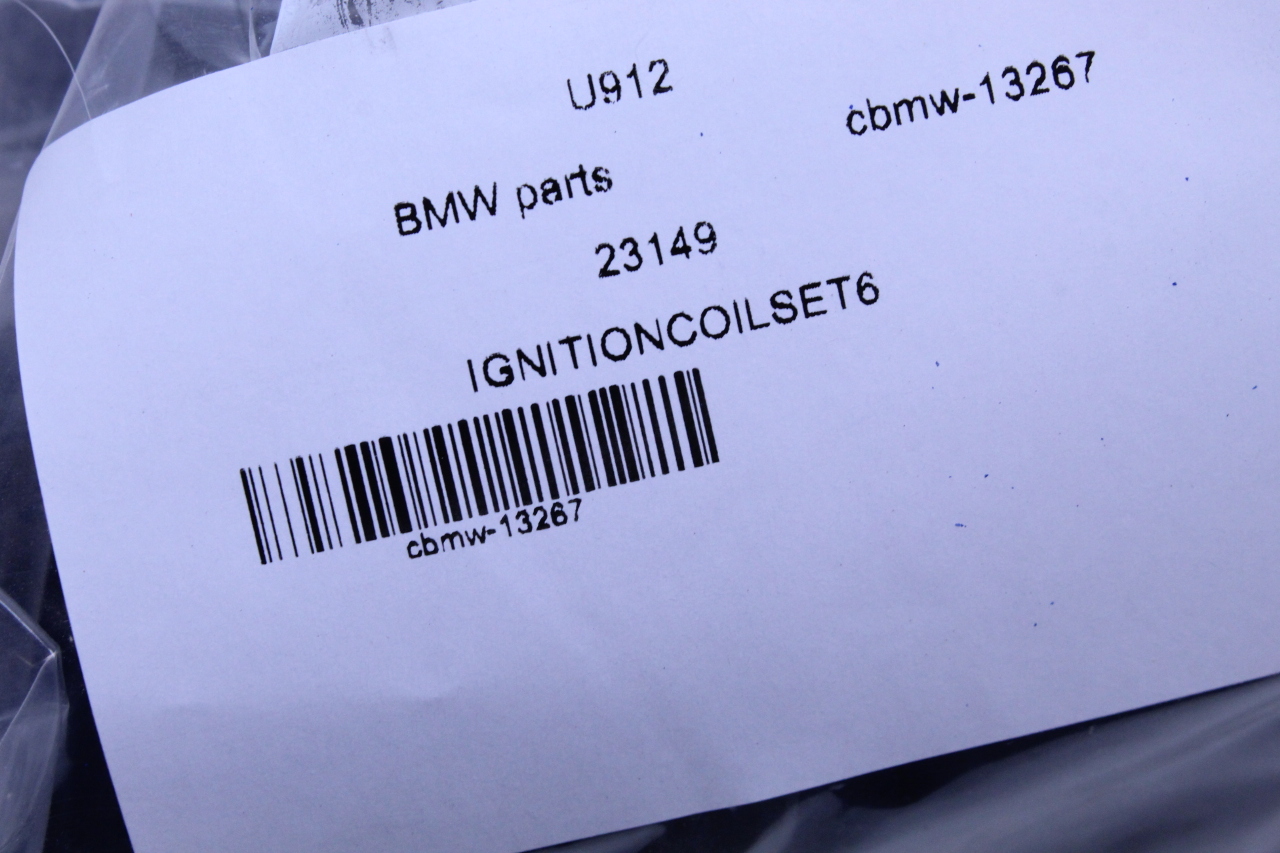 U912
cbmw-13267
BMW parts
23149
IGNITIONCOILSET6
cbmw-13267